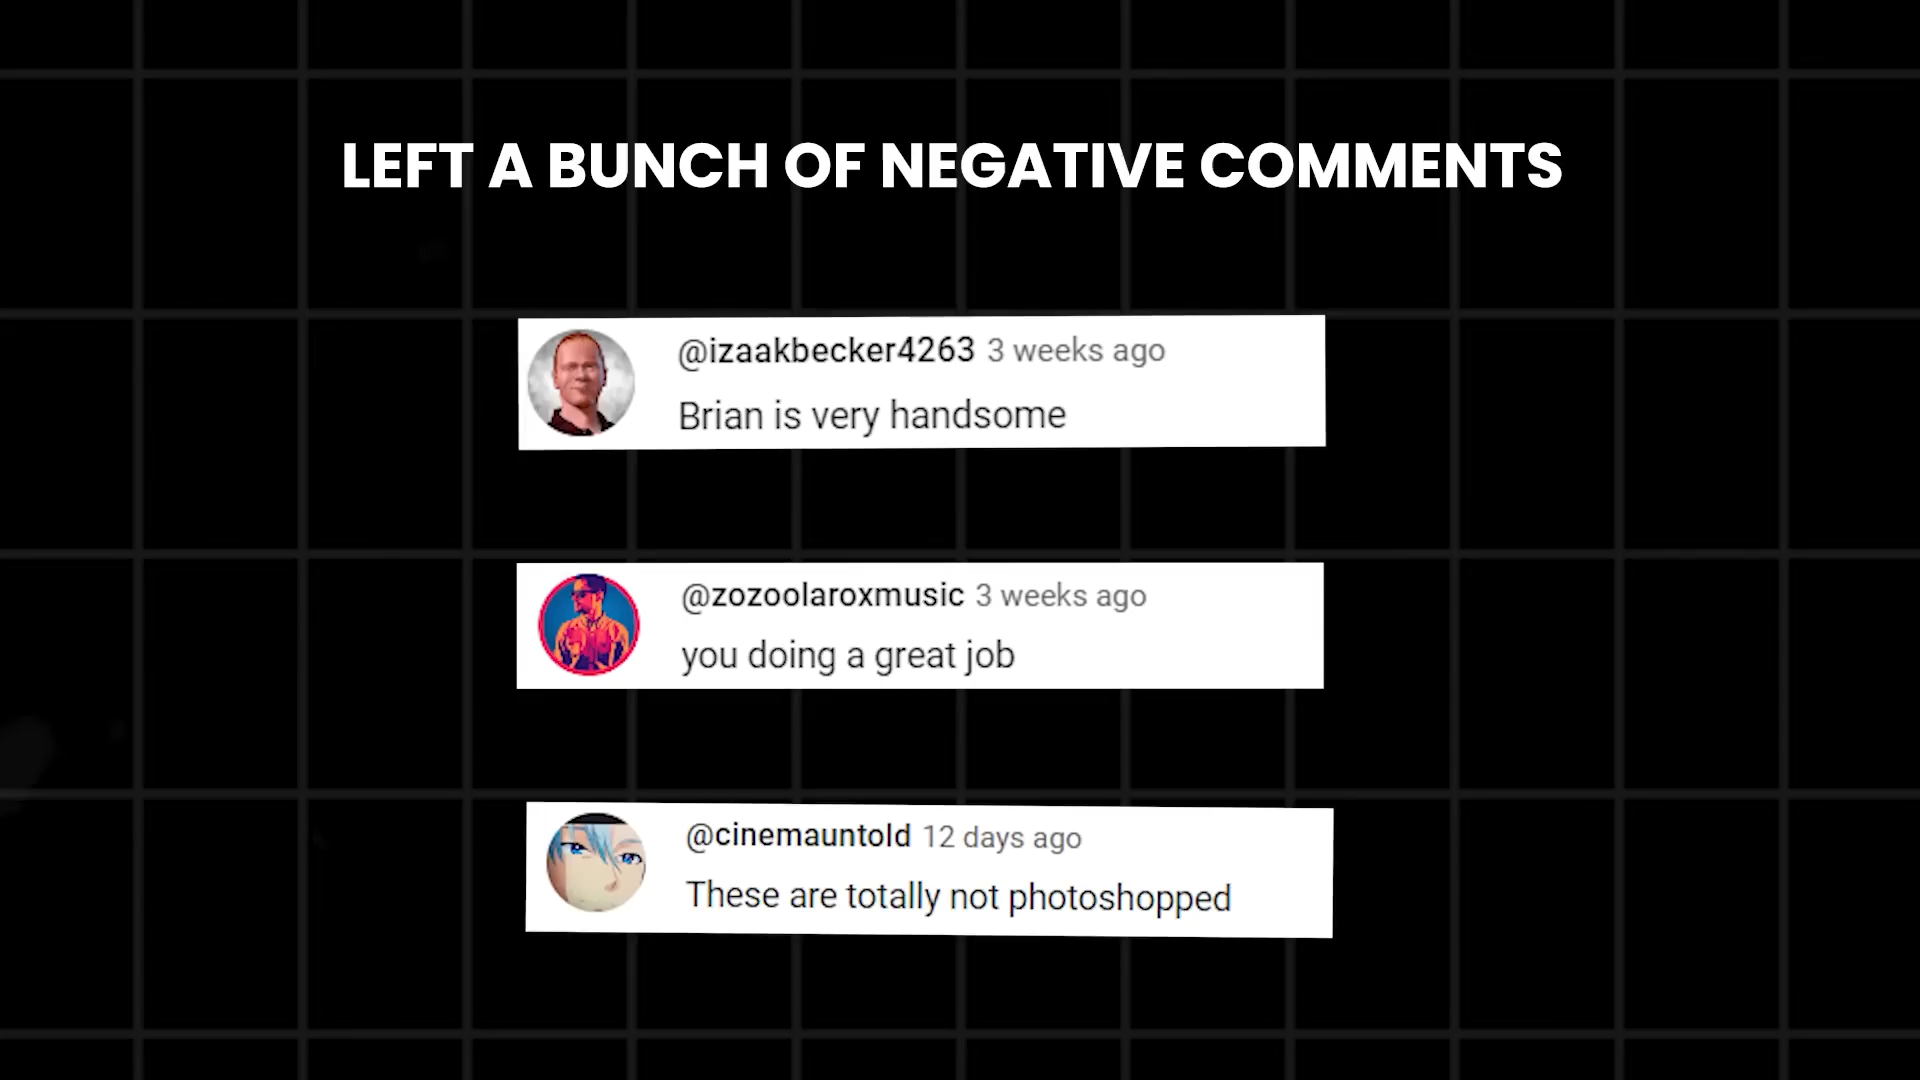 LEFT A BUNCH OF NEGATIVE COMMENTS
@izaakbecker4263 3 weeks ago
Brian is very handsome
@zozoolaroxmusic 3 weeks ago
you doing a great job
@cinemauntold 12 days ago
These are totally not photoshopped